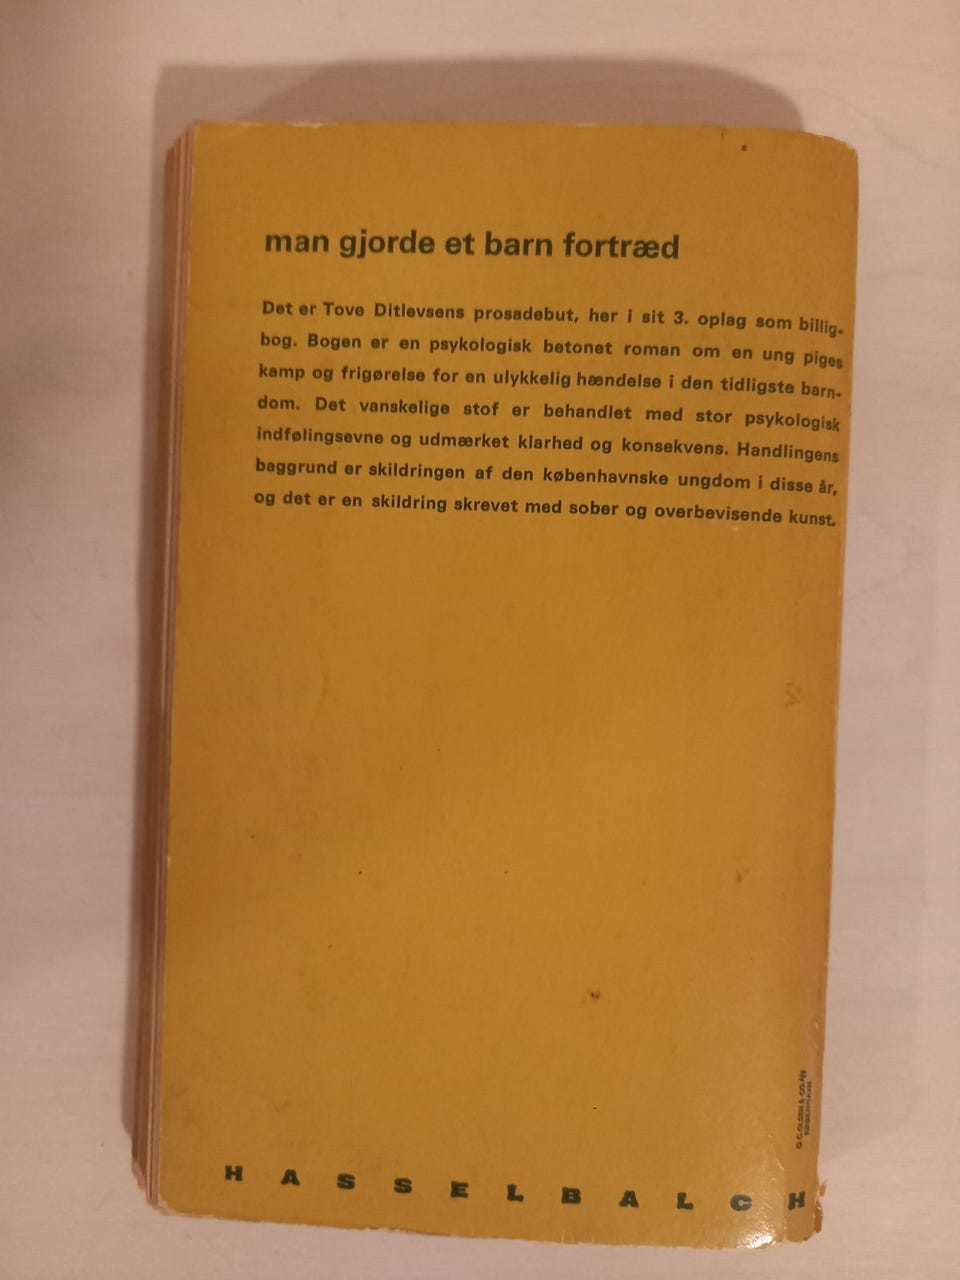 man gjorde et barn fortræd
Det er Tove Ditlevsens prosadebut, her i sit 3. oplag som billig-
bog. Bogen er en psykologisk betonet roman om en ung piges
kamp og frigørelse for en ulykkelig hændelse i den tidligste barn-
dom. Det vanskelige stof er behandlet med stor psykologisk
indfølingsevne og udmærket klarhed og konsekvens. Handlingens
baggrund er skildringen af den københavnske ungdom i disse år,
og det er en skildring skrevet med sober og overbevisende kunst.
HASSELBALCH
O.C.OLSEN & CO. A/S
KØBENHAVN